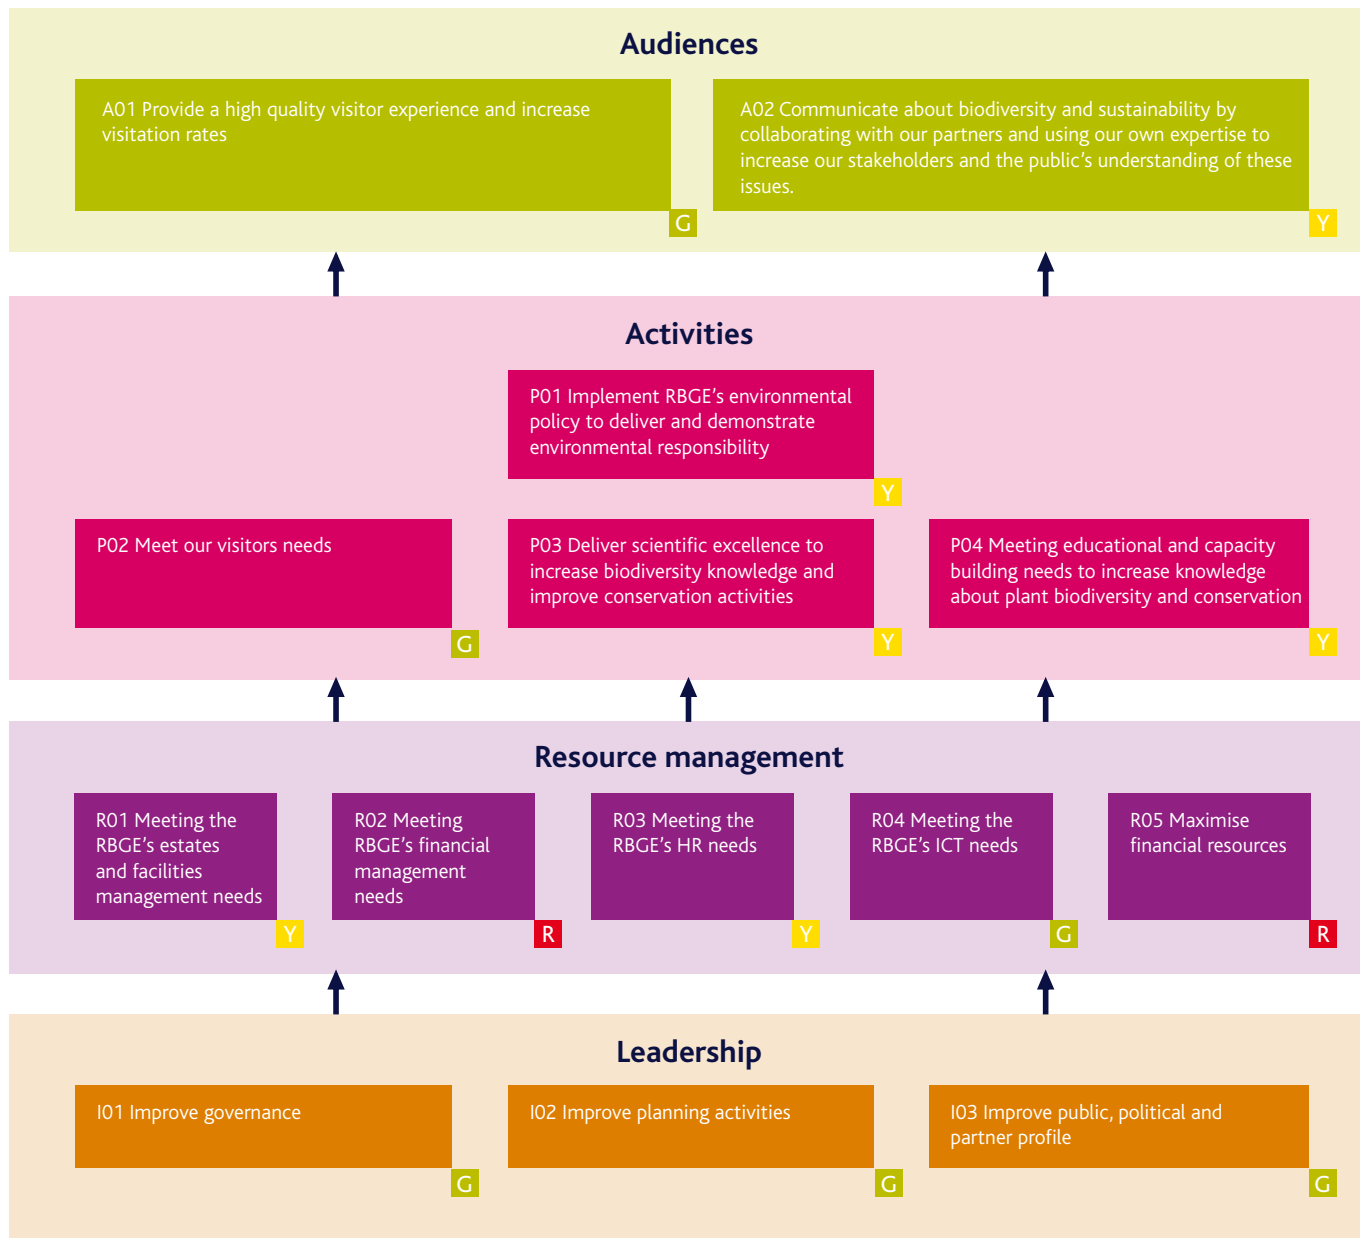 Audiences
A01 Provide a high quality visitor experience and increase
visitation rates
G
A02 Communicate about biodiversity and sustainability by
collaborating with our partners and using our own expertise to
increase our stakeholders and the public's understanding of these
issues.
Y
Activities
P01 Implement RBGE's environmental
policy to deliver and demonstrate
environmental responsibility
Y
P02 Meet our visitors needs
G
P03 Deliver scientific excellence to
increase biodiversity knowledge and
improve conservation activities
Y
P04 Meeting educational and capacity
building needs to increase knowledge
about plant biodiversity and conservation
Y
Resource management
R01 Meeting the
RBGE's estates
and facilities
management needs
Y
R02 Meeting
RBGE's financial
management
needs
R
R03 Meeting the
RBGE's HR needs
Y
R04 Meeting the
RBGE's ICT needs
G
R05 Maximise
financial resources
R
Leadership
I01 Improve governance
G
I02 Improve planning activities
G
I03 Improve public, political and
partner profile
G